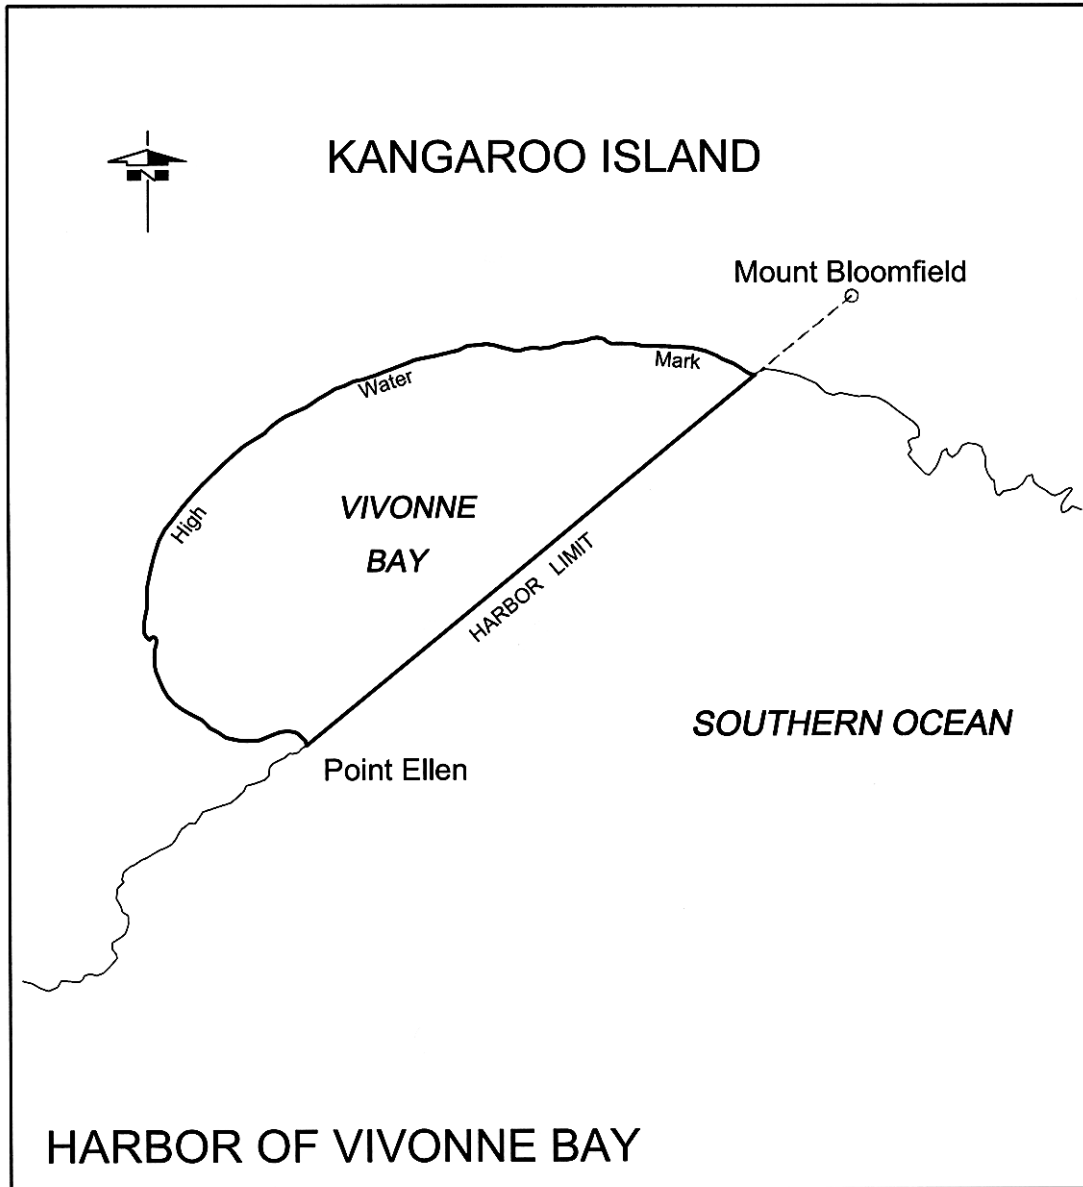 KANGAROO ISLAND
N
Mount Bloomfield
High Water Mark
VIVONNE
BAY
HARBOR LIMIT
SOUTHERN OCEAN
Point Ellen
HARBOR OF VIVONNE BAY